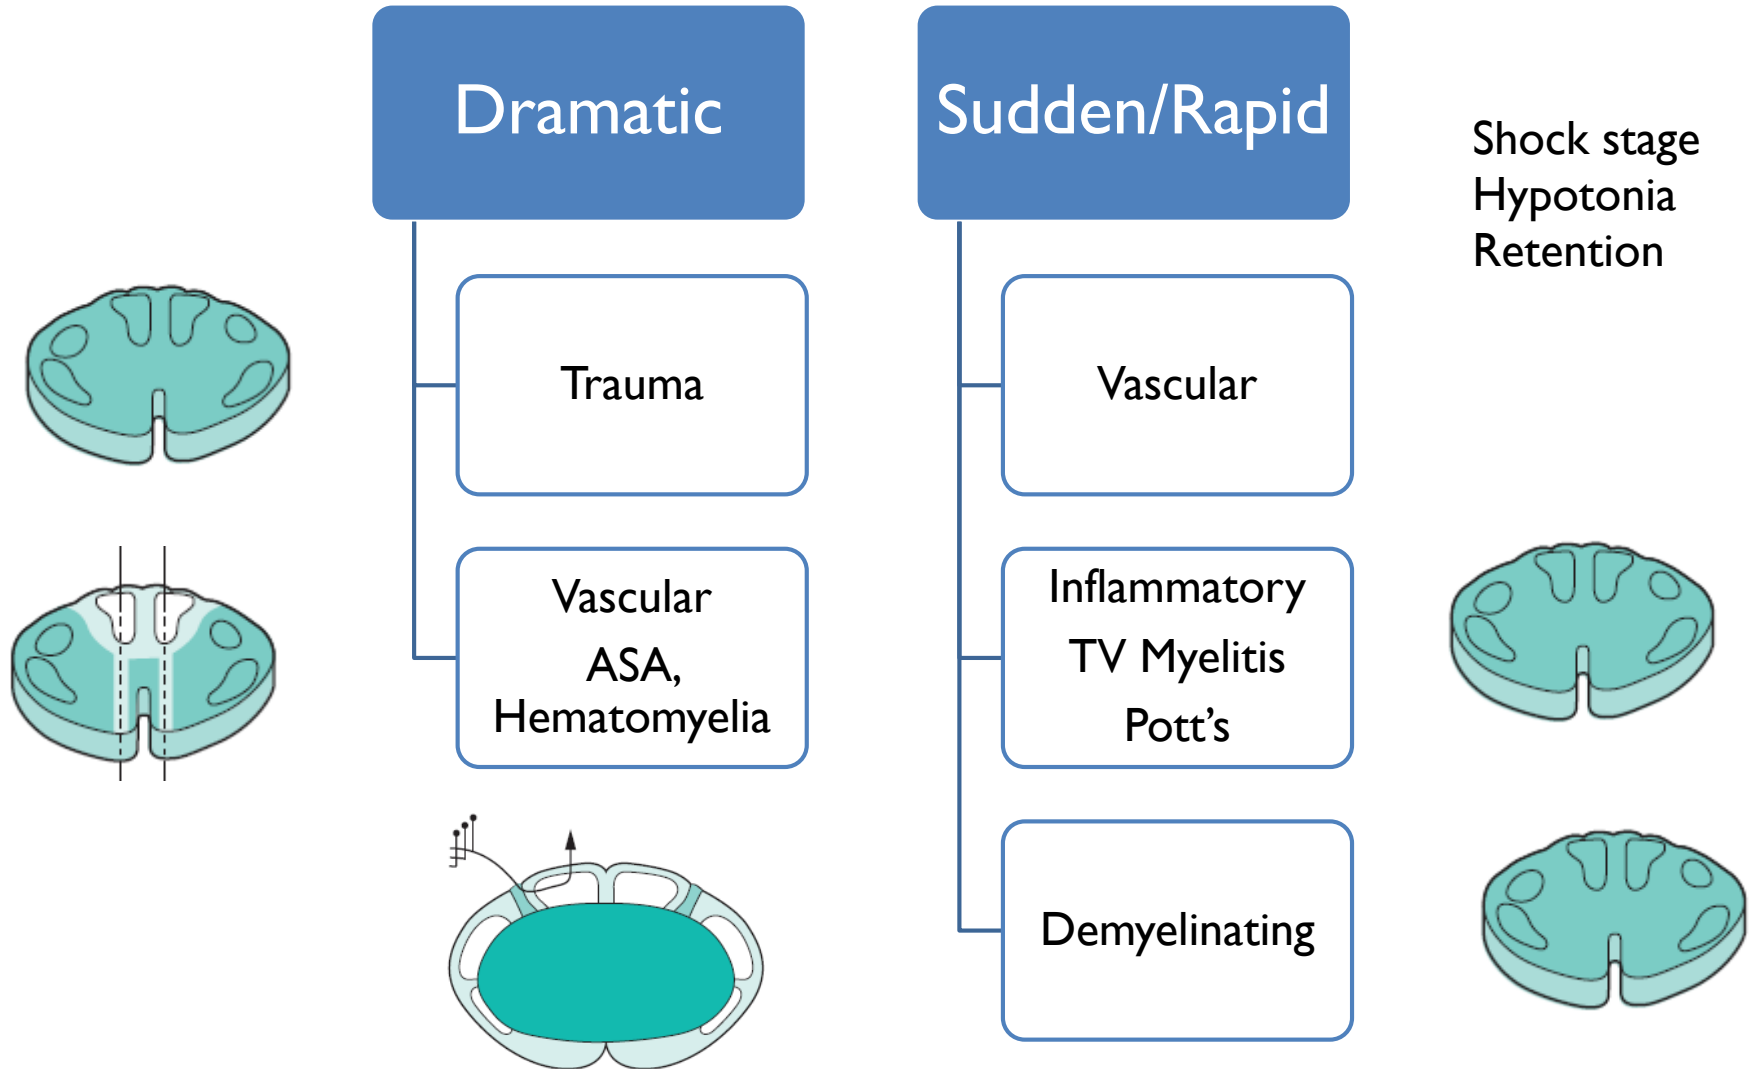 Dramatic
Trauma
Vascular
ASA,
Hematomyelia
Sudden/Rapid
Vascular
Inflammatory
TV Myelitis
Pott’s
Demyelinating
Shock stage
Hypotonia
Retention